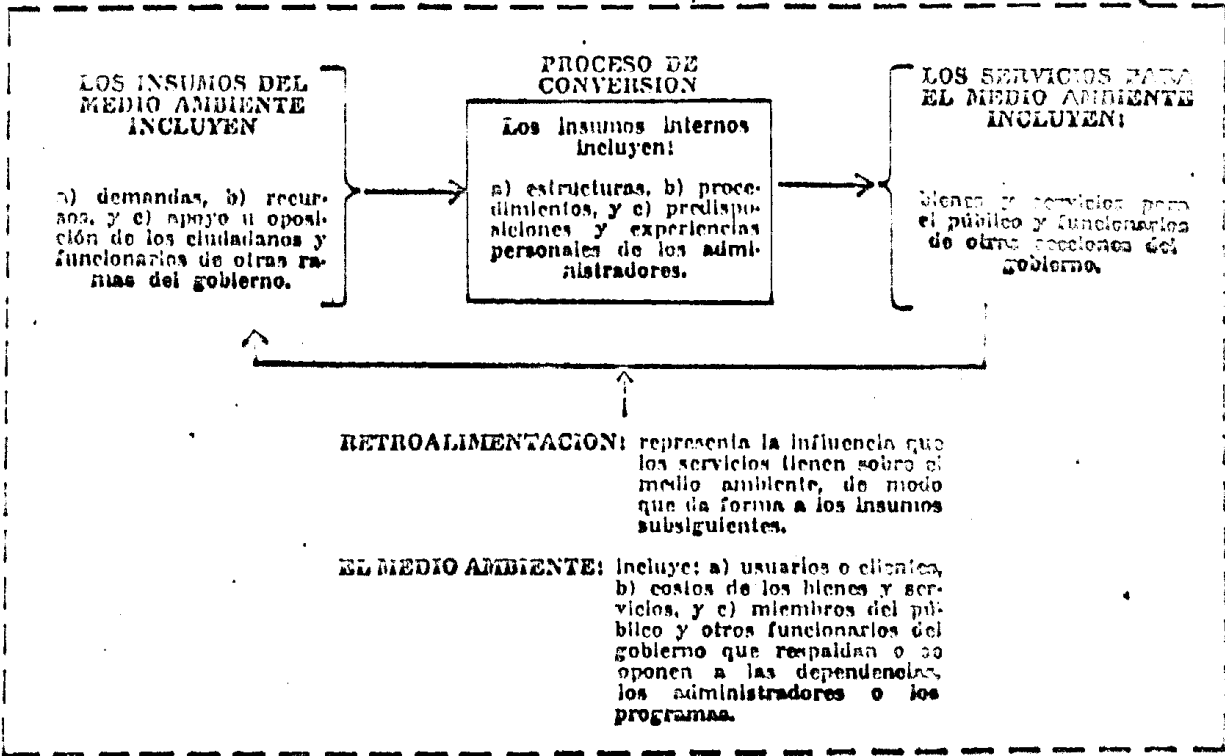 LOS INSUMOS DEL
MEDIO AMBIENTE
INCLUYEN
a) demandas, b) recur-
sos, y c) apoyo u oposi-
ción de los ciudadanos y
funcionarios de otras ra-
mas del gobierno.
PROCESO DE
CONVERSION
Los insumos internos
incluyen:
a) estructuras, b) proce-
dimientos, y c) predispo-
siciones y experiencias
personales de los admi-
nistradores.
LOS SERVICIOS PARA
EL MEDIO AMBIENTE
INCLUYEN:
bienes y servicios para
el público y funcionarios
de otras secciones del
gobierno.
RETROALIMENTACION: representa la influencia que
los servicios tienen sobre el
medio ambiente, de modo
que da forma a los insumos
subsiguientes.
EL MEDIO AMBIENTE: incluye: a) usuarios o clientes,
b) costos de los bienes y ser-
vicios, y c) miembros del pú-
blico y otros funcionarios del
gobierno que respaldan o se
oponen a las dependencias,
los administradores o los
programas.